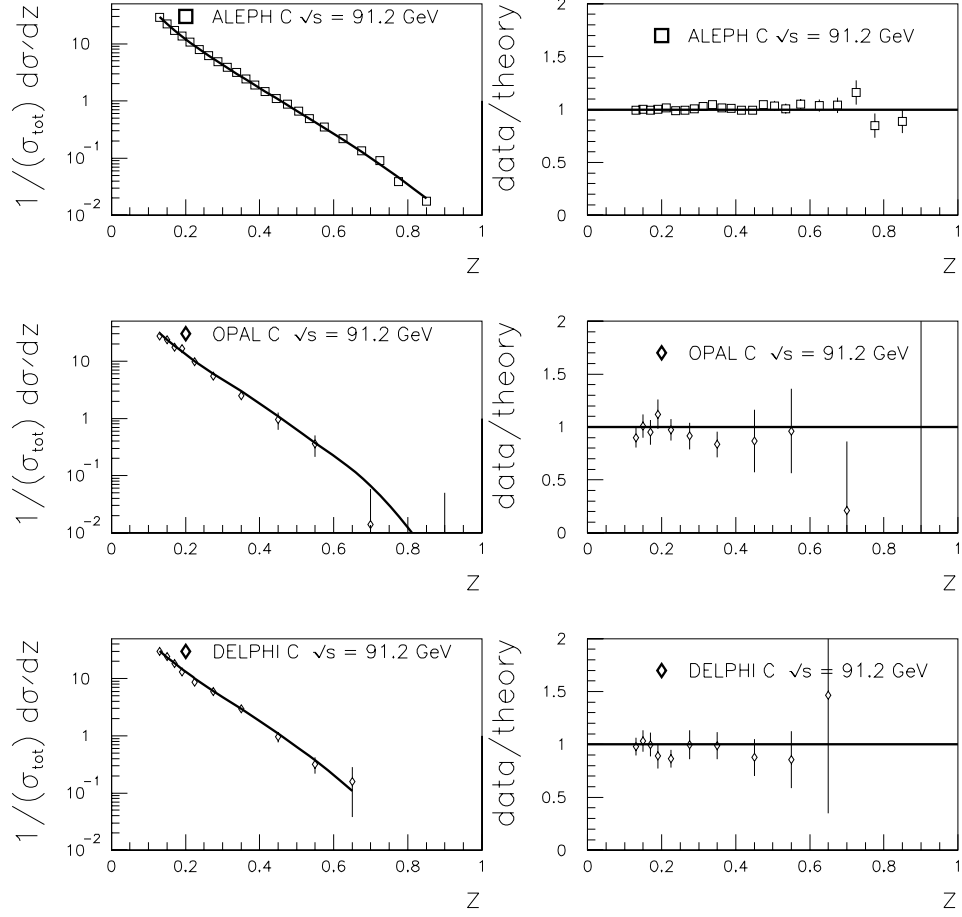 1/(σtot) dσ/dz
10
1
10⁻¹
10⁻²
ALEPH C √s = 91.2 GeV
0 0.2 0.4 0.6 0.8 1
Z
data/theory
2
1.5
1
0.5
0
ALEPH C √s = 91.2 GeV
0 0.2 0.4 0.6 0.8 1
Z
1/(σtot) dσ/dz
10
1
10⁻¹
10⁻²
OPAL C √s = 91.2 GeV
0 0.2 0.4 0.6 0.8 1
Z
data/theory
2
1.5
1
0.5
0
OPAL C √s = 91.2 GeV
0 0.2 0.4 0.6 0.8 1
Z
1/(σtot) dσ/dz
10
1
10⁻¹
10⁻²
DELPHI C √s = 91.2 GeV
0 0.2 0.4 0.6 0.8 1
Z
data/theory
2
1.5
1
0.5
0
DELPHI C √s = 91.2 GeV
0 0.2 0.4 0.6 0.8 1
Z